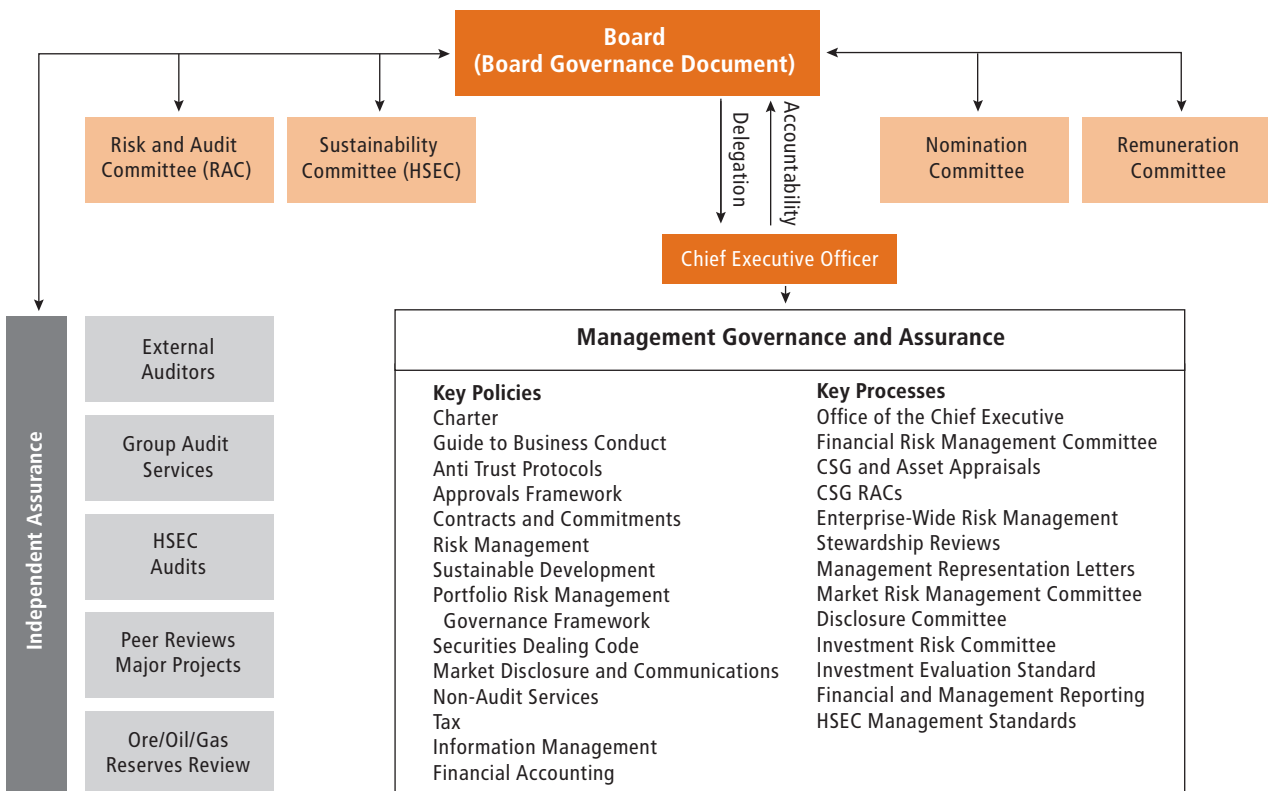 Board
(Board Governance Document)
Risk and Audit
Committee (RAC)
Sustainability
Committee (HSEC)
Delegation
Accountability
Nomination
Committee
Remuneration
Committee
Chief Executive Officer
Independent Assurance
External
Auditors
Group Audit
Services
HSEC
Audits
Peer Reviews
Major Projects
Ore/Oil/Gas
Reserves Review
Management Governance and Assurance
Key Policies
Charter
Guide to Business Conduct
Anti Trust Protocols
Approvals Framework
Contracts and Commitments
Risk Management
Sustainable Development
Portfolio Risk Management
Governance Framework
Securities Dealing Code
Market Disclosure and Communications
Non-Audit Services
Tax
Information Management
Financial Accounting
Key Processes
Office of the Chief Executive
Financial Risk Management Committee
CSG and Asset Appraisals
CSG RACs
Enterprise-Wide Risk Management
Stewardship Reviews
Management Representation Letters
Market Risk Management Committee
Disclosure Committee
Investment Risk Committee
Investment Evaluation Standard
Financial and Management Reporting
HSEC Management Standards